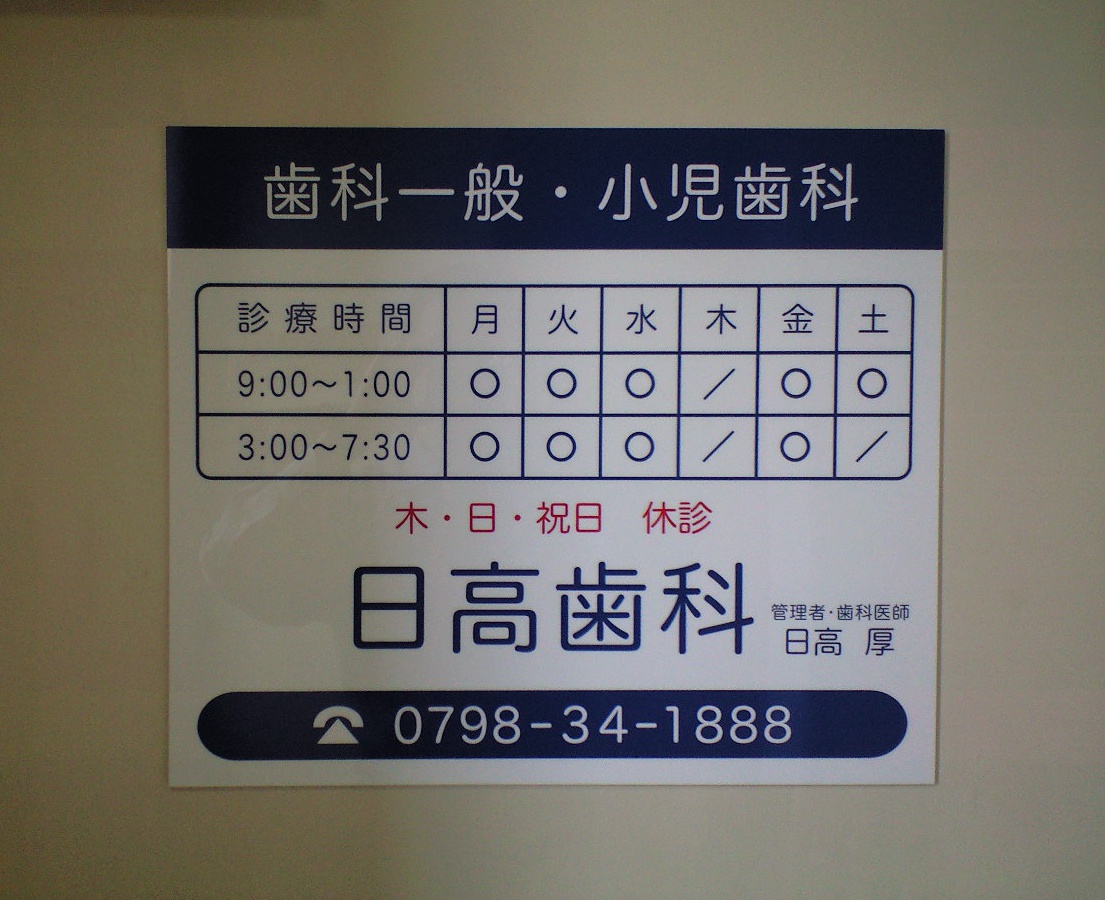 歯科一般・小児歯科
診療時間 月 火 水 木 金 土
9:00〜1:00 ○ ○ ○ ／ ○ ○
3:00〜7:30 ○ ○ ○ ／ ○ ／
木・日・祝日 休診
日高歯科
管理者・歯科医師
日高 厚
☎ 0798-34-1888